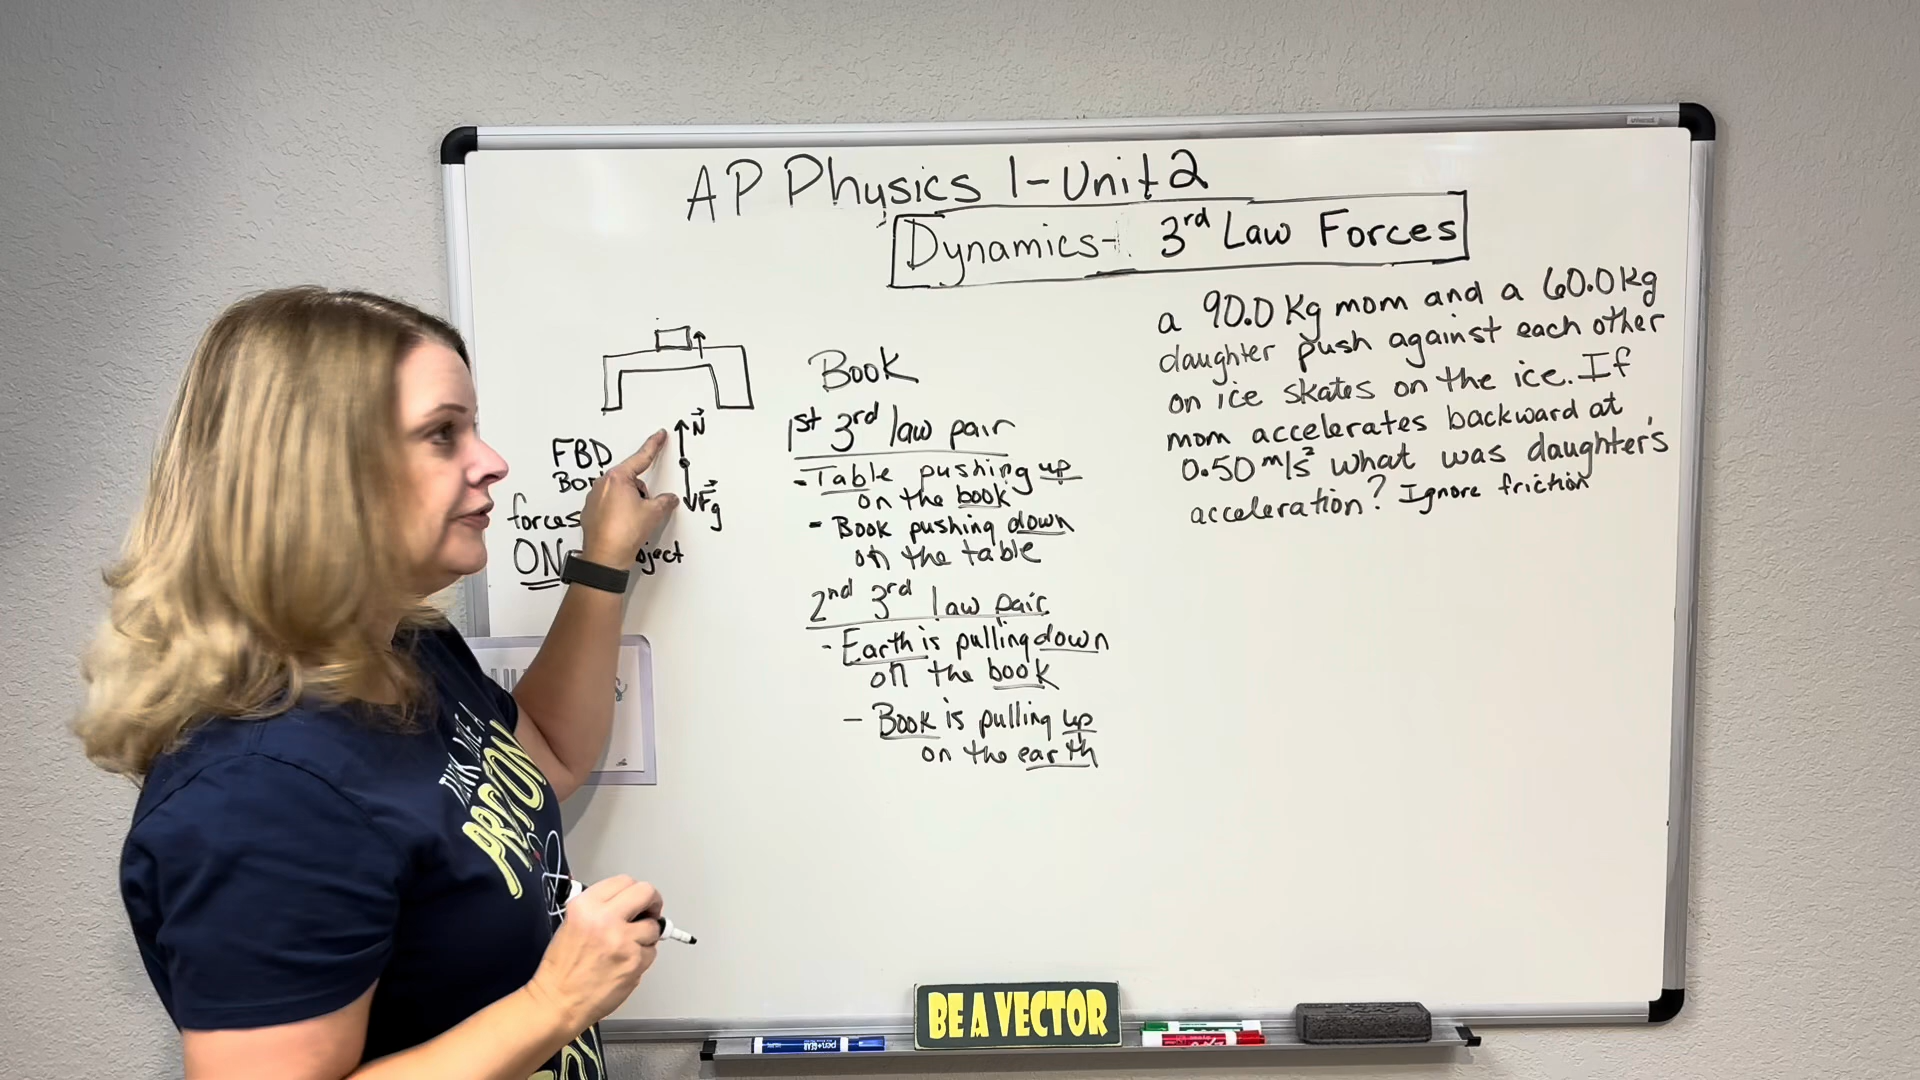 AP Physics 1-Unit 2
Dynamics- 3rd Law Forces
N
FBD
Fg
forces
ON
Book
1st 3rd law pair
- Table pushing up
on the book
- Book pushing down
on the table
2nd 3rd law pair
- Earth is pulling down
on the book
- Book is pulling up
on the earth
a 90.0 kg mom and a 60.0 kg
daughter push against each other
on ice skates on the ice. If
mom accelerates backward at
0.50 m/s² what was daughter's
acceleration? Ignore friction
THINK LIKE A
PROTON
BE A VECTOR